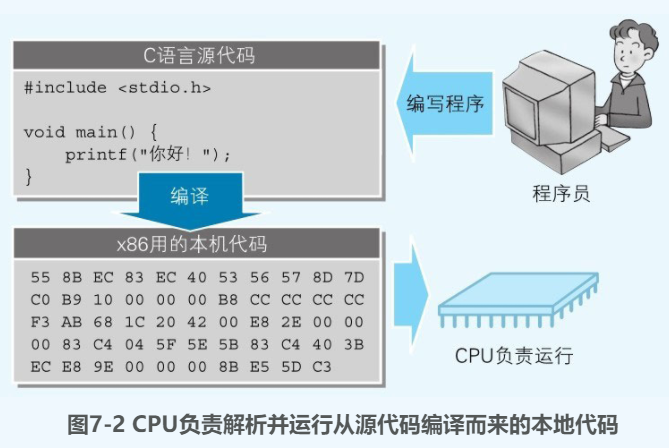 C语言源代码
#include <stdio.h>
void main() {
printf("你好! ");
}
编写程序
程序员
编译
x86用的本机代码
55 8B EC 83 EC 40 53 56 57 8D 7D
C0 B9 10 00 00 00 B8 CC CC CC CC
F3 AB 68 1C 20 42 00 E8 2E 00 00
00 83 C4 04 5F 5E 5B 83 C4 40 3B
EC E8 9E 00 00 00 8B E5 5D C3
CPU负责运行
图7-2 CPU负责解析并运行从源代码编译而来的本地代码